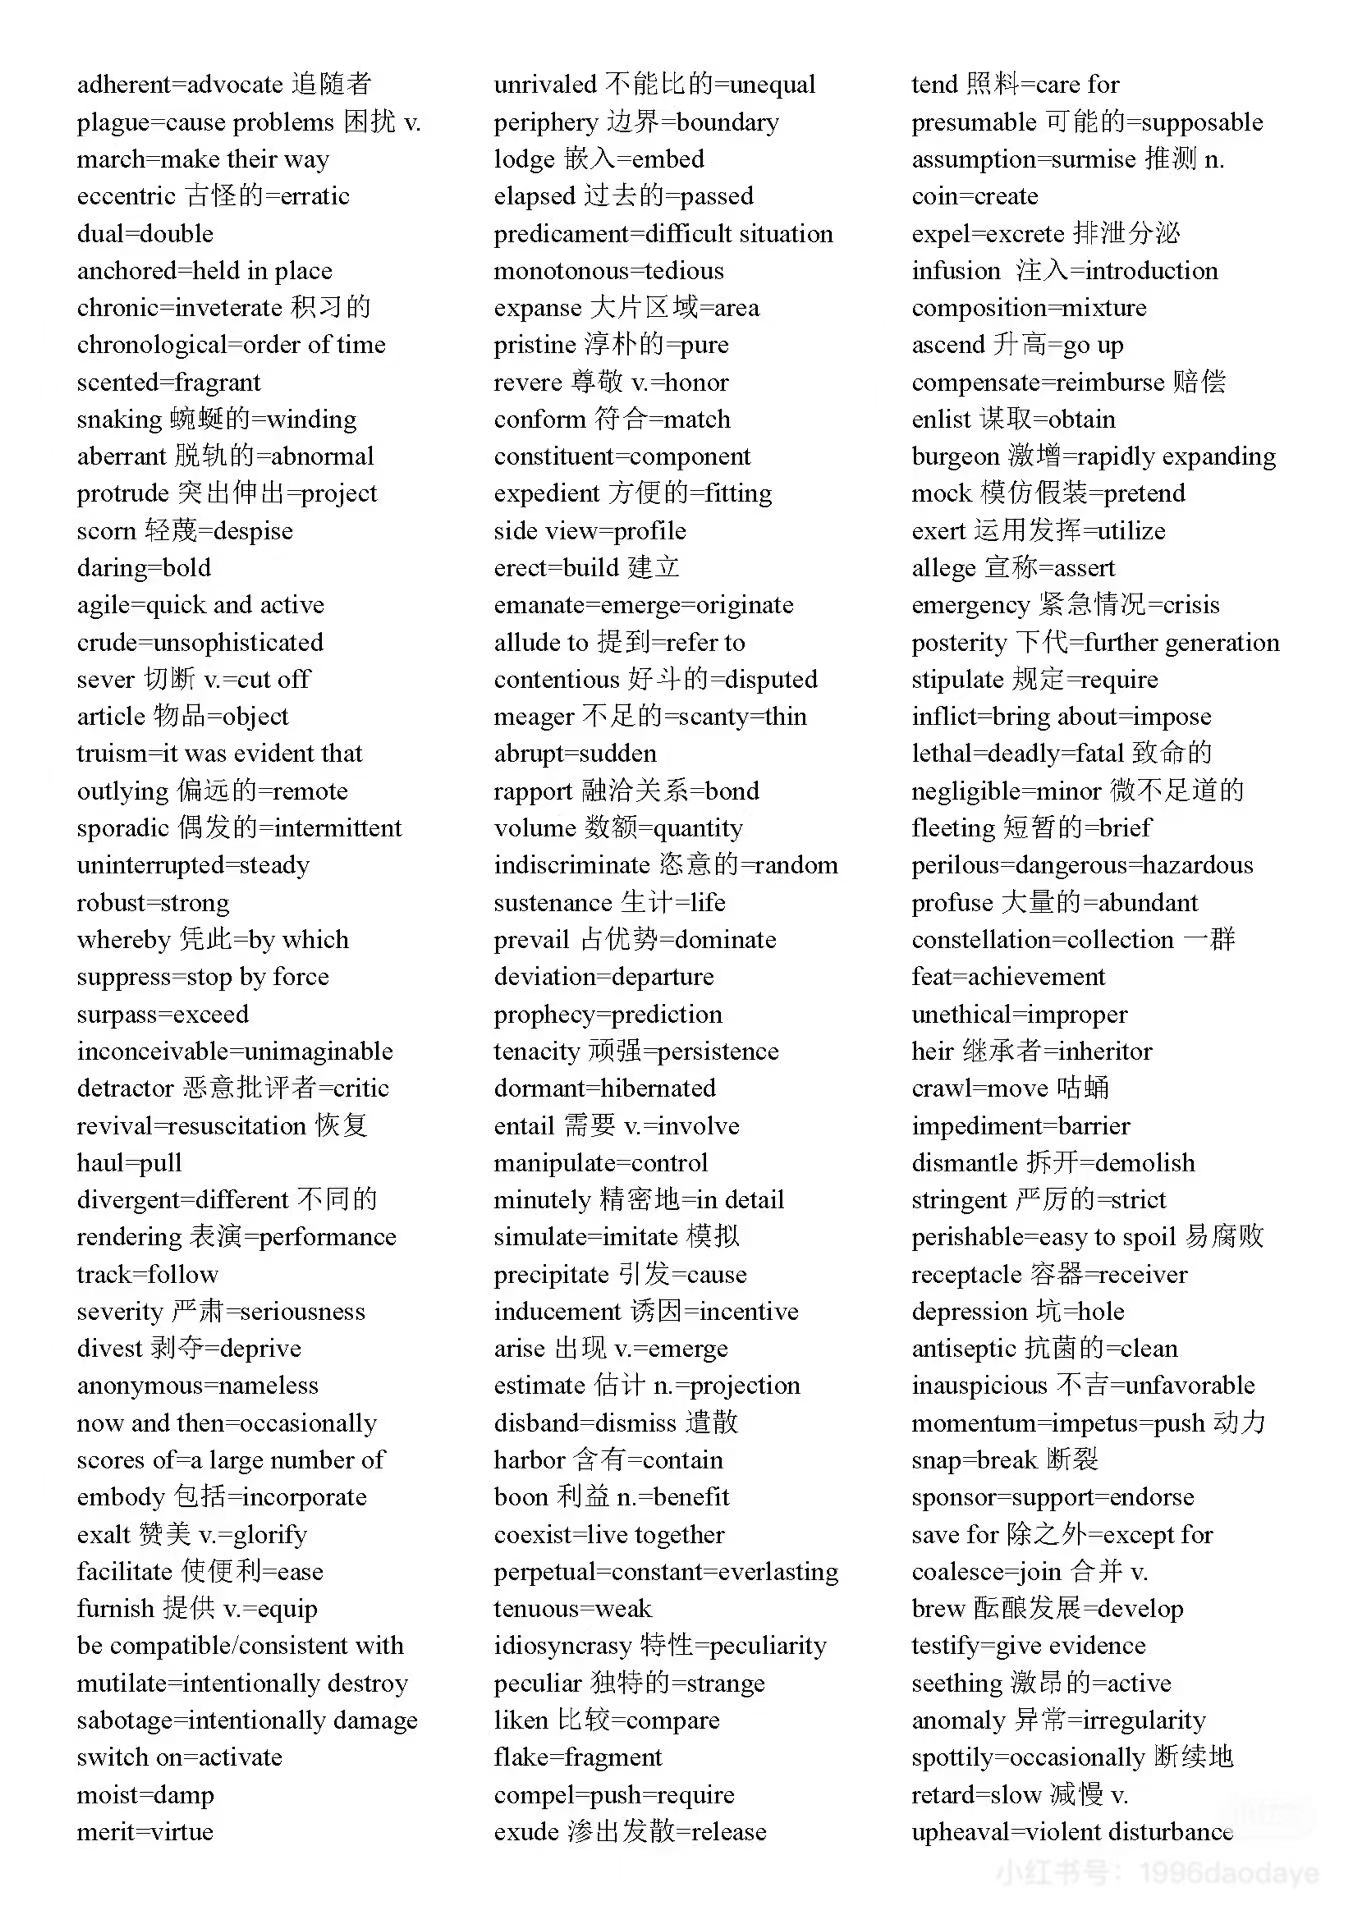 adherent=advocate 追随者
plague=cause problems 困扰 v.
march=make their way
eccentric 古怪的=erratic
dual=double
anchored=held in place
chronic=inveterate 积习的
chronological=order of time
scented=fragrant
snaking 蜿蜒的=winding
aberrant 脱轨的=abnormal
protrude 突出伸出=project
scorn 轻蔑=despise
daring=bold
agile=quick and active
crude=unsophisticated
sever 切断 v.=cut off
article 物品=object
truism=it was evident that
outlying 偏远的=remote
sporadic 偶发的=intermittent
uninterrupted=steady
robust=strong
whereby 凭此=by which
suppress=stop by force
surpass=exceed
inconceivable=unimaginable
detractor 恶意批评者=critic
revival=resuscitation 恢复
haul=pull
divergent=different 不同的
rendering 表演=performance
track=follow
severity 严肃=seriousness
divest 剥夺=deprive
anonymous=nameless
now and then=occasionally
scores of=a large number of
embody 包括=incorporate
exalt 赞美 v.=glorify
facilitate 使便利=ease
furnish 提供 v.=equip
be compatible/consistent with
mutilate=intentionally destroy
sabotage=intentionally damage
switch on=activate
moist=damp
merit=virtue
unrivaled 不能比的=unequal
periphery 边界=boundary
lodge 嵌入=embed
elapsed 过去的=passed
predicament=difficult situation
monotonous=tedious
expanse 大片区域=area
pristine 淳朴的=pure
revere 尊敬 v.=honor
conform 符合=match
constituent=component
expedient 方便的=fitting
side view=profile
erect=build 建立
emanate=emerge=originate
allude to 提到=refer to
contentious 好斗的=disputed
meager 不足的=scanty=thin
abrupt=sudden
rapport 融洽关系=bond
volume 数额=quantity
indiscriminate 恣意的=random
sustenance 生计=life
prevail 占优势=dominate
deviation=departure
prophecy=prediction
tenacity 顽强=persistence
dormant=hibernated
entail 需要 v.=involve
manipulate=control
minutely 精密地=in detail
simulate=imitate 模拟
precipitate 引发=cause
inducement 诱因=incentive
arise 出现 v.=emerge
estimate 估计 n.=projection
disband=dismiss 遣散
harbor 含有=contain
boon 利益 n.=benefit
coexist=live together
perpetual=constant=everlasting
tenuous=weak
idiosyncrasy 特性=peculiarity
peculiar 独特的=strange
liken 比较=compare
flake=fragment
compel=push=require
exude 渗出发散=release
tend 照料=care for
presumable 可能的=supposable
assumption=surmise 推测 n.
coin=create
expel=excrete 排泄分泌
infusion 注入=introduction
composition=mixture
ascend 升高=go up
compensate=reimburse 赔偿
enlist 谋取=obtain
burgeon 激增=rapidly expanding
mock 模仿假装=pretend
exert 运用发挥=utilize
allege 宣称=assert
emergency 紧急情况=crisis
posterity 下代=further generation
stipulate 规定=require
inflict=bring about=impose
lethal=deadly=fatal 致命的
negligible=minor 微不足道的
fleeting 短暂的=brief
perilous=dangerous=hazardous
profuse 大量的=abundant
constellation=collection 一群
feat=achievement
unethical=improper
heir 继承者=inheritor
crawl=move 咕蛹
impediment=barrier
dismantle 拆开=demolish
stringent 严厉的=strict
perishable=easy to spoil 易腐败
receptacle 容器=receiver
depression 坑=hole
antiseptic 抗菌的=clean
inauspicious 不吉=unfavorable
momentum=impetus=push 动力
snap=break 断裂
sponsor=support=endorse
save for 除之外=except for
coalesce=join 合并 v.
brew 酝酿发展=develop
testify=give evidence
seething 激昂的=active
anomaly 异常=irregularity
spottily=occasionally 断续地
retard=slow 减慢 v.
upheaval=violent disturbance
小红书号：1996daodaye